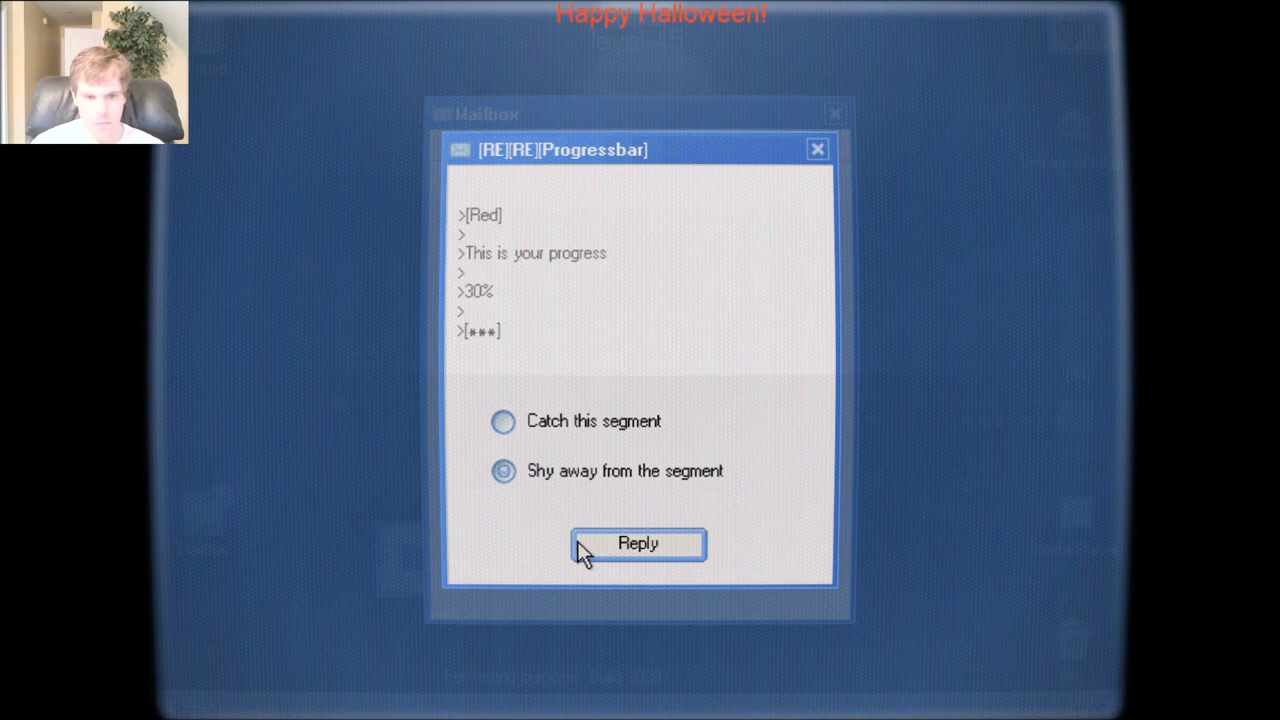 Happy Halloween!
Mailbox
[RE][RE][Progressbar]
>[Red]
>
>This is your progress
>
>30%
>
>[***]
Catch this segment
Shy away from the segment
Reply